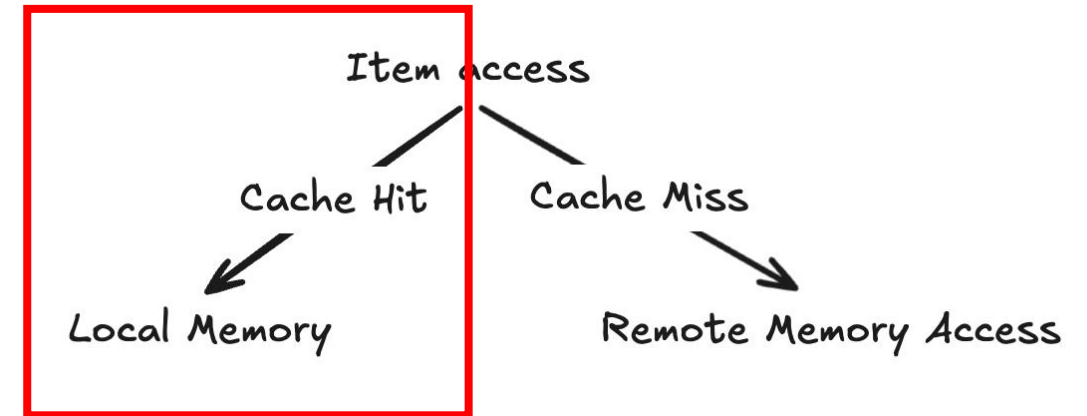 Item access
Cache Hit
Cache Miss
Local Memory
Remote Memory Access